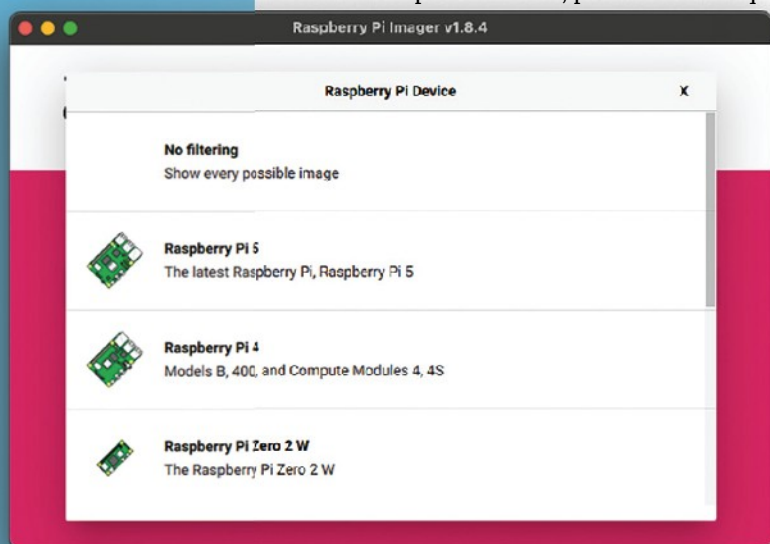 Raspberry Pi Imager v1.8.4
Raspberry Pi Device X
No filtering
Show every possible image
Raspberry Pi 5
The latest Raspberry Pi, Raspberry Pi 5
Raspberry Pi 4
Models B, 400, and Compute Modules 4, 4S
Raspberry Pi Zero 2 W
The Raspberry Pi Zero 2 W